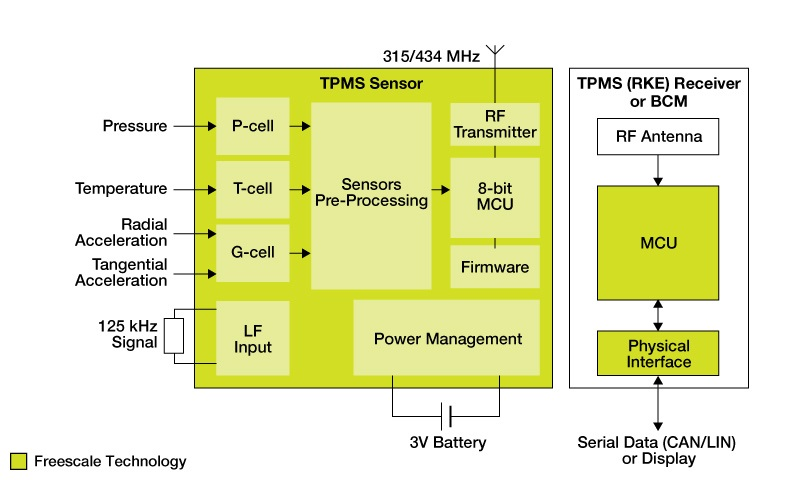 315/434 MHz
TPMS Sensor
Pressure
P-cell
Temperature
T-cell
Radial
Acceleration
Tangential
Acceleration
G-cell
125 kHz
Signal
LF
Input
Sensors
Pre-Processing
RF
Transmitter
8-bit
MCU
Firmware
Power Management
3V Battery
TPMS (RKE) Receiver
or BCM
RF Antenna
MCU
Physical
Interface
Serial Data (CAN/LIN)
or Display
Freescale Technology